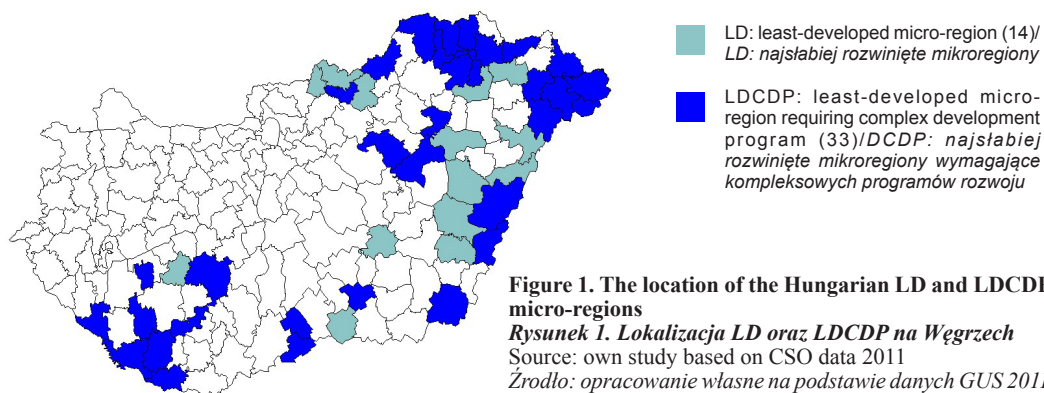 LD: least-developed micro-region (14)/
LD: najsłabiej rozwinięte mikroregiony
LDCDP: least-developed micro-
region requiring complex development
program (33)/DCDP: najsłabiej
rozwinięte mikroregiony wymagające
kompleksowych programów rozwoju
Figure 1. The location of the Hungarian LD and LDCDP
micro-regions
Rysunek 1. Lokalizacja LD oraz LDCDP na Węgrzech
Source: own study based on CSO data 2011
Źrodło: opracowanie własne na podstawie danych GUS 2011